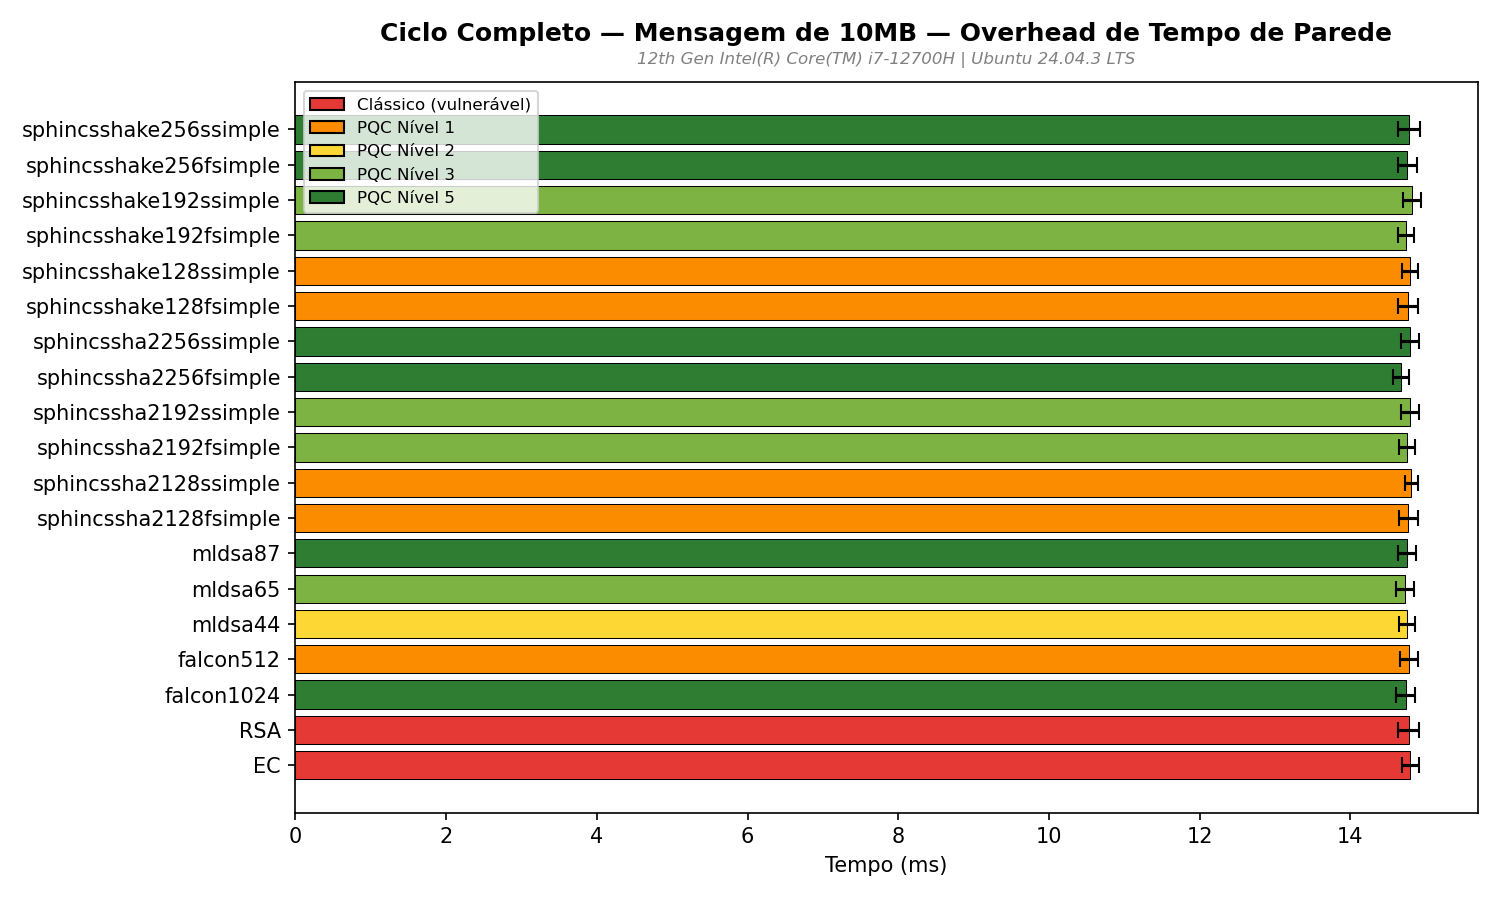 Ciclo Completo — Mensagem de 10MB — Overhead de Tempo de Parede
12th Gen Intel(R) Core(TM) i7-12700H | Ubuntu 24.04.3 LTS
Clássico (vulnerável)
PQC Nível 1
PQC Nível 2
PQC Nível 3
PQC Nível 5
sphincsshake256ssimple
sphincsshake256fsimple
sphincsshake192ssimple
sphincsshake192fsimple
sphincsshake128ssimple
sphincsshake128fsimple
sphincssha2256ssimple
sphincssha2256fsimple
sphincssha2192ssimple
sphincssha2192fsimple
sphincssha2128ssimple
sphincssha2128fsimple
mldsa87
mldsa65
mldsa44
falcon512
falcon1024
RSA
EC
0 2 4 6 8 10 12 14
Tempo (ms)